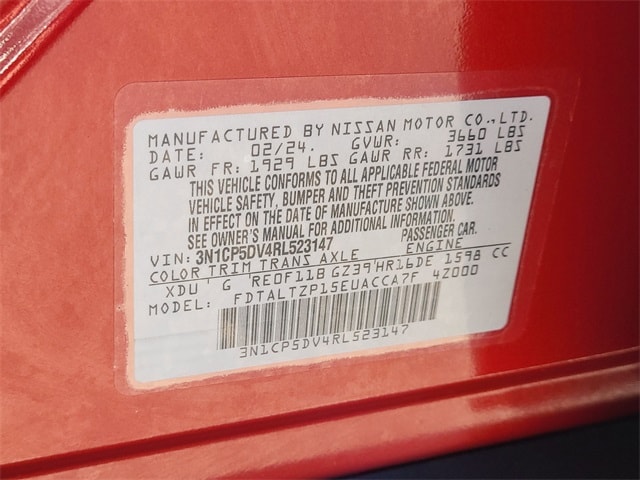 MANUFACTURED BY NISSAN MOTOR CO.,LTD.
DATE: 02/24. GVWR: 3660 LBS
GAWR FR: 1929 LBS GAWR RR: 1731 LBS
THIS VEHICLE CONFORMS TO ALL APPLICABLE FEDERAL MOTOR
VEHICLE SAFETY, BUMPER AND THEFT PREVENTION STANDARDS
IN EFFECT ON THE DATE OF MANUFACTURE SHOWN ABOVE.
SEE OWNER'S MANUAL FOR ADDITIONAL INFORMATION.
VIN: 3N1CP5DV4RL523147 PASSENGER CAR.
COLOR TRIM TRANS AXLE ENGINE
XDU ' G 'RE0F11B GZ39'HR16DE 1598 CC
MODEL: FDTALTZP15EUACCA7F 4Z000
3N1CP5DV4RL523147